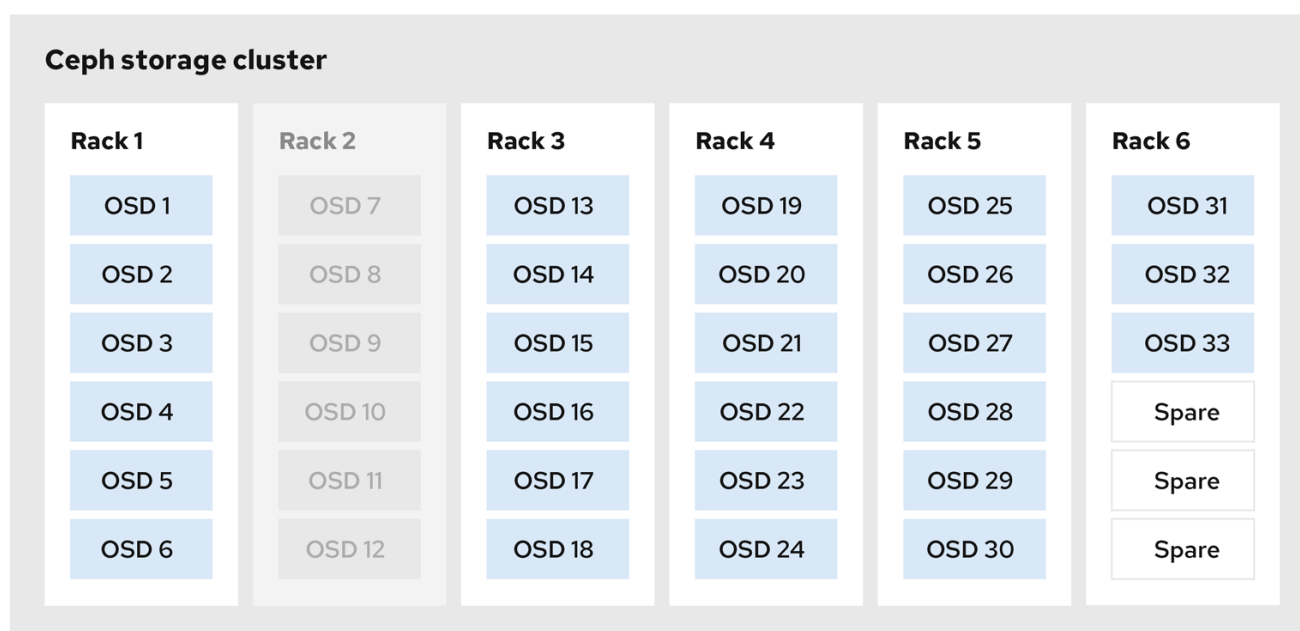 Ceph storage cluster
Rack 1
OSD 1
OSD 2
OSD 3
OSD 4
OSD 5
OSD 6
Rack 2
OSD 7
OSD 8
OSD 9
OSD 10
OSD 11
OSD 12
Rack 3
OSD 13
OSD 14
OSD 15
OSD 16
OSD 17
OSD 18
Rack 4
OSD 19
OSD 20
OSD 21
OSD 22
OSD 23
OSD 24
Rack 5
OSD 25
OSD 26
OSD 27
OSD 28
OSD 29
OSD 30
Rack 6
OSD 31
OSD 32
OSD 33
Spare
Spare
Spare